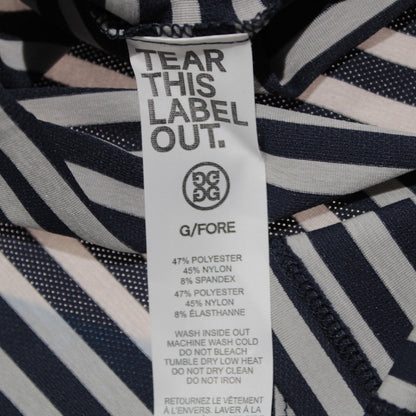 TEAR
THIS
LABEL
OUT.
G/FORE
47% POLYESTER
45% NYLON
8% SPANDEX
47% POLYESTER
45% NYLON
8% ÉLASTHANNE
WASH INSIDE OUT
MACHINE WASH COLD
DO NOT BLEACH
TUMBLE DRY LOW HEAT
DO NOT DRY CLEAN
DO NOT IRON
RETOURNEZ LE VÊTEMENT
À L'ENVERS. LAVER À LA